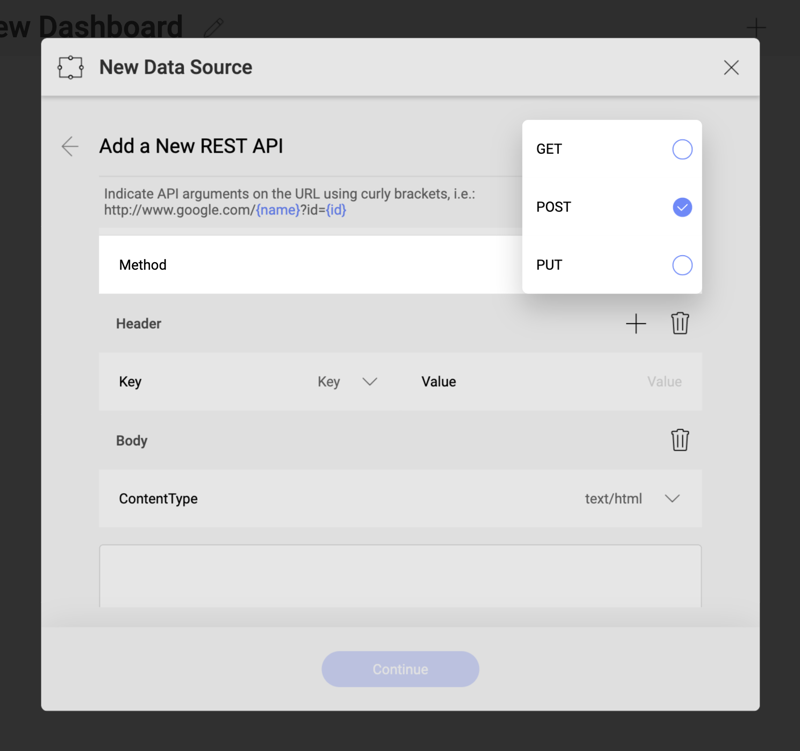 ew Dashboard
New Data Source
Add a New REST API
Indicate API arguments on the URL using curly brackets, i.e.:
http://www.google.com/{name}?id={id}
GET
POST
PUT
Method
Header
Key Key Value Value
Body
ContentType text/html
Continue